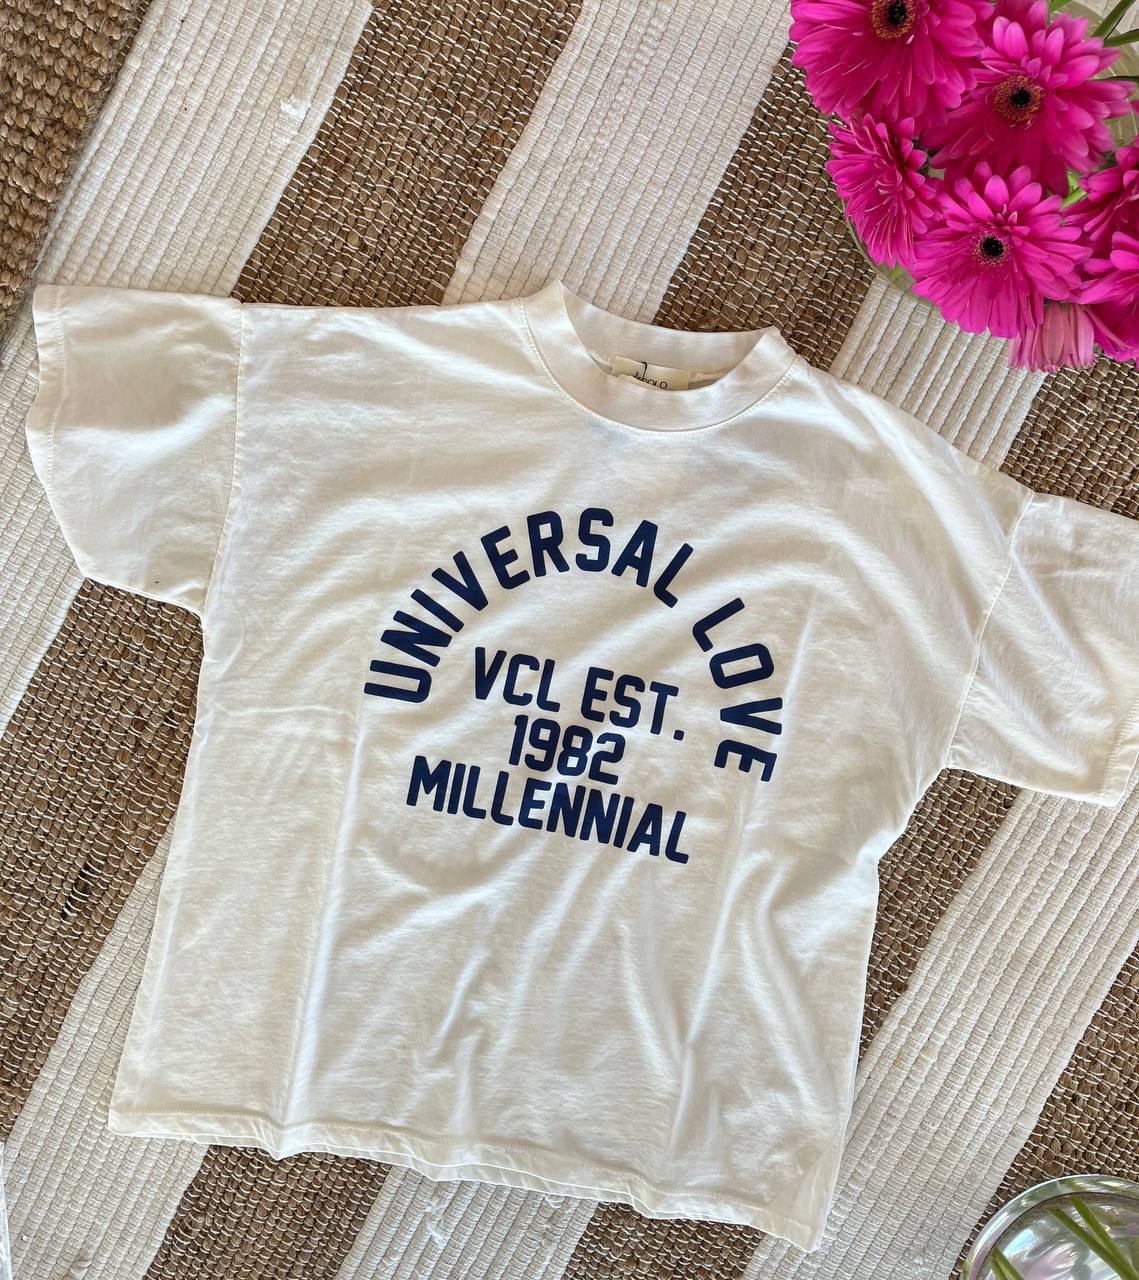 UNIVERSAL LOVE
VCL EST.
1982
MILLENNIAL